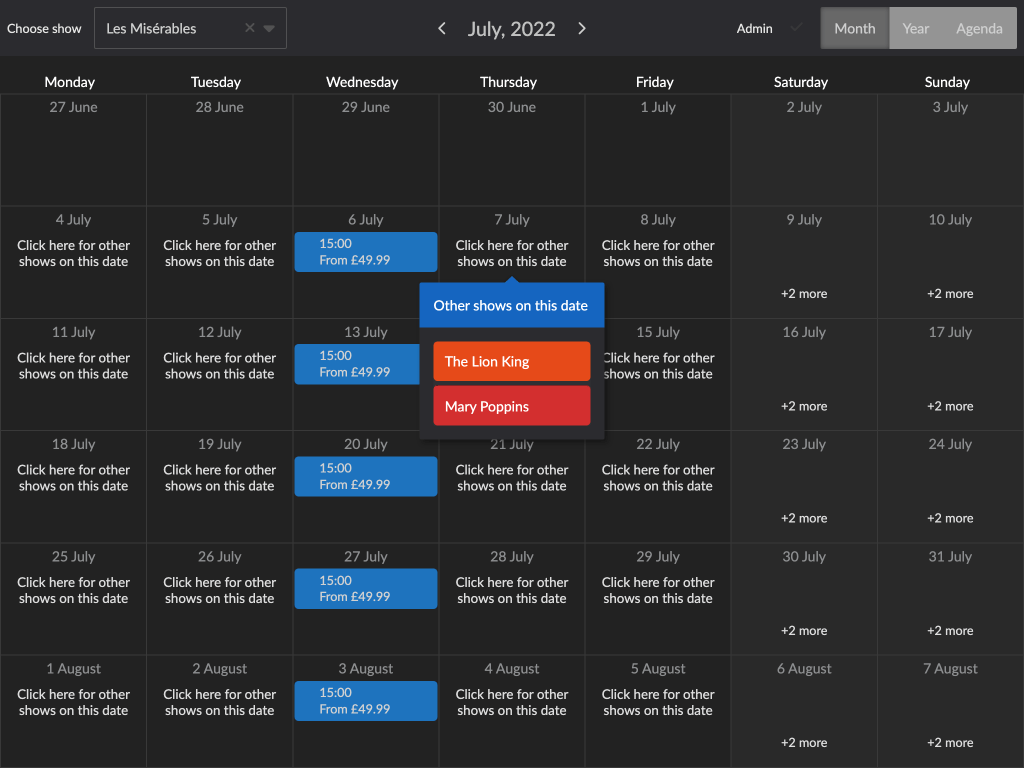 Choose show
Les Misérables
July, 2022
Admin
Month
Year
Agenda
Monday
Tuesday
Wednesday
Thursday
Friday
Saturday
Sunday
27 June
28 June
29 June
30 June
1 July
2 July
3 July
4 July
Click here for other
shows on this date
5 July
Click here for other
shows on this date
6 July
15:00
From £49.99
7 July
Click here for other
shows on this date
8 July
Click here for other
shows on this date
9 July
+2 more
10 July
+2 more
Other shows on this date
The Lion King
Mary Poppins
11 July
Click here for other
shows on this date
12 July
Click here for other
shows on this date
13 July
15:00
From £49.99
15 July
Click here for other
shows on this date
16 July
+2 more
17 July
+2 more
18 July
Click here for other
shows on this date
19 July
Click here for other
shows on this date
20 July
15:00
From £49.99
21 July
Click here for other
shows on this date
22 July
Click here for other
shows on this date
23 July
+2 more
24 July
+2 more
25 July
Click here for other
shows on this date
26 July
Click here for other
shows on this date
27 July
15:00
From £49.99
28 July
Click here for other
shows on this date
29 July
Click here for other
shows on this date
30 July
+2 more
31 July
+2 more
1 August
Click here for other
shows on this date
2 August
Click here for other
shows on this date
3 August
15:00
From £49.99
4 August
Click here for other
shows on this date
5 August
Click here for other
shows on this date
6 August
+2 more
7 August
+2 more